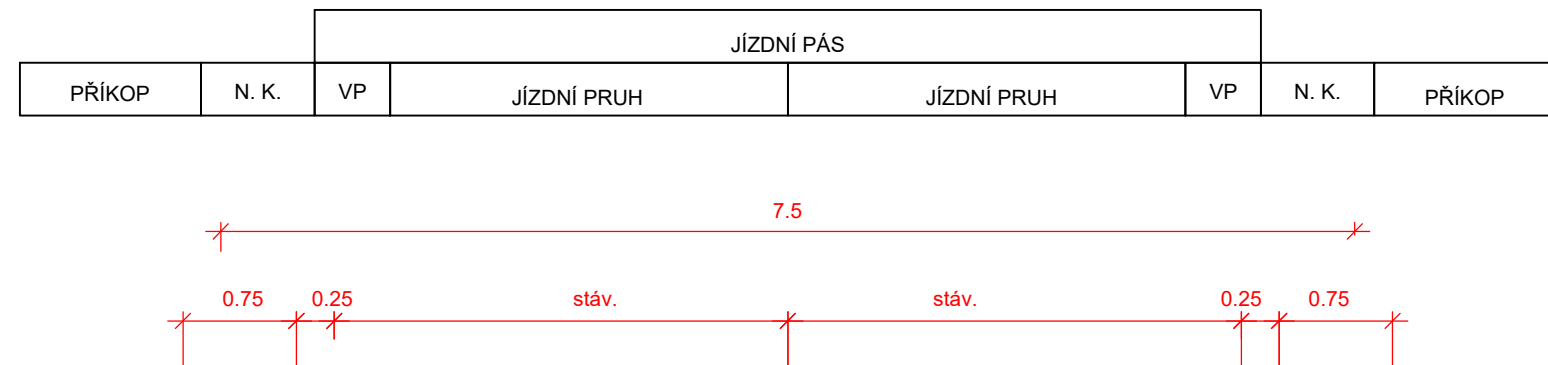 JÍZDNÍ PÁS
PŘÍKOP N. K. VP JÍZDNÍ PRUH JÍZDNÍ PRUH VP N. K. PŘÍKOP
7.5
0.75 0.25 stáv. stáv. 0.25 0.75